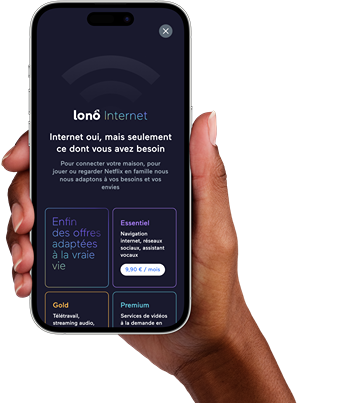 lonô Internet
Internet oui, mais seulement
ce dont vous avez besoin
Pour connecter votre maison, pour
jouer ou regarder Netflix en famille nous
nous adaptons à vos besoins et vos
envies
Enfin
des offres
adaptées
à la vraie
vie
Essentiel
Navigation
internet, réseaux
sociaux, assistant
vocaux
9,90 € / mois
Gold
Télétravail,
streaming audio,
Premium
Services de vidéos
à la demande en